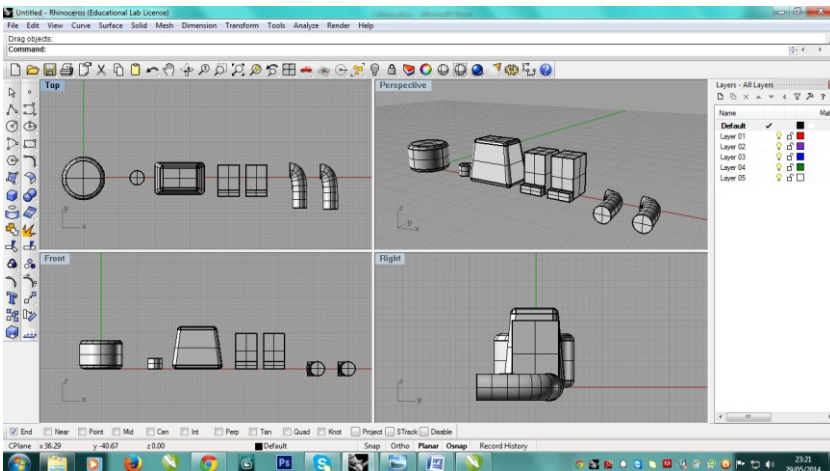 Untitled - Rhinoceros (Educational Lab License)
File Edit View Curve Surface Solid Mesh Dimension Transform Tools Analyze Render Help
Drag objects:
Command:
Top
Perspective
Layers - All Layers
Name
Default
Layer 01
Layer 02
Layer 03
Layer 04
Layer 05
y
x
z
y
x
Front
Right
z
x
z
y
End Near Point Mid Cen Int Perp Tan Quad Knot Project STrack Disable
CPlane x 36.29 y -40.67 z 0.00 Default Snap Ortho Planar Osnap Record History
Ps
W
23:21
29/05/2014